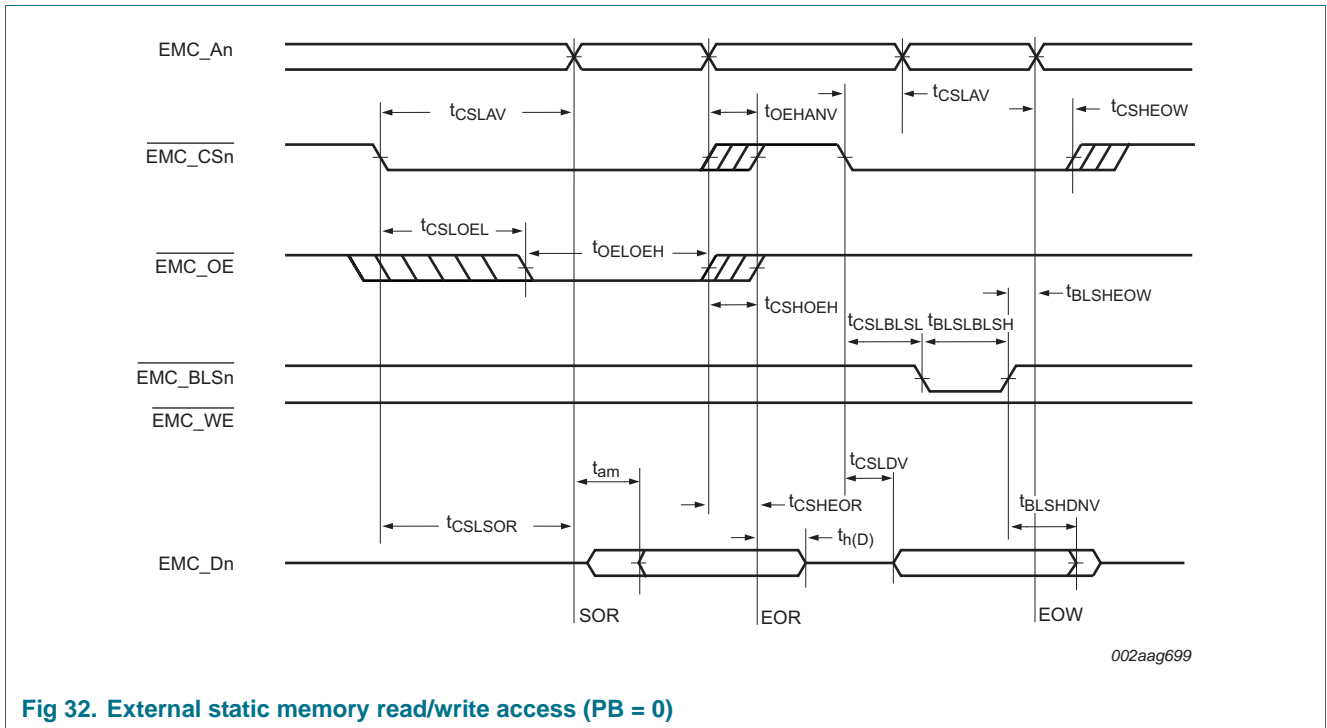 EMC_An
tCSLAV
tOEHANV
tCSLAV
tCSHEOW
EMC_CSn
tCSLOEL
tOELOEH
EMC_OE
tCSHOEH
tBLSHEOW
tCSLBLSL
tBLSLBLSH
EMC_BLSn
EMC_WE
tam
tCSLDV
tCSHEOR
tBLSHDNV
tCSLSOR
th(D)
EMC_Dn
SOR
EOR
EOW
002aag699
Fig 32. External static memory read/write access (PB = 0)